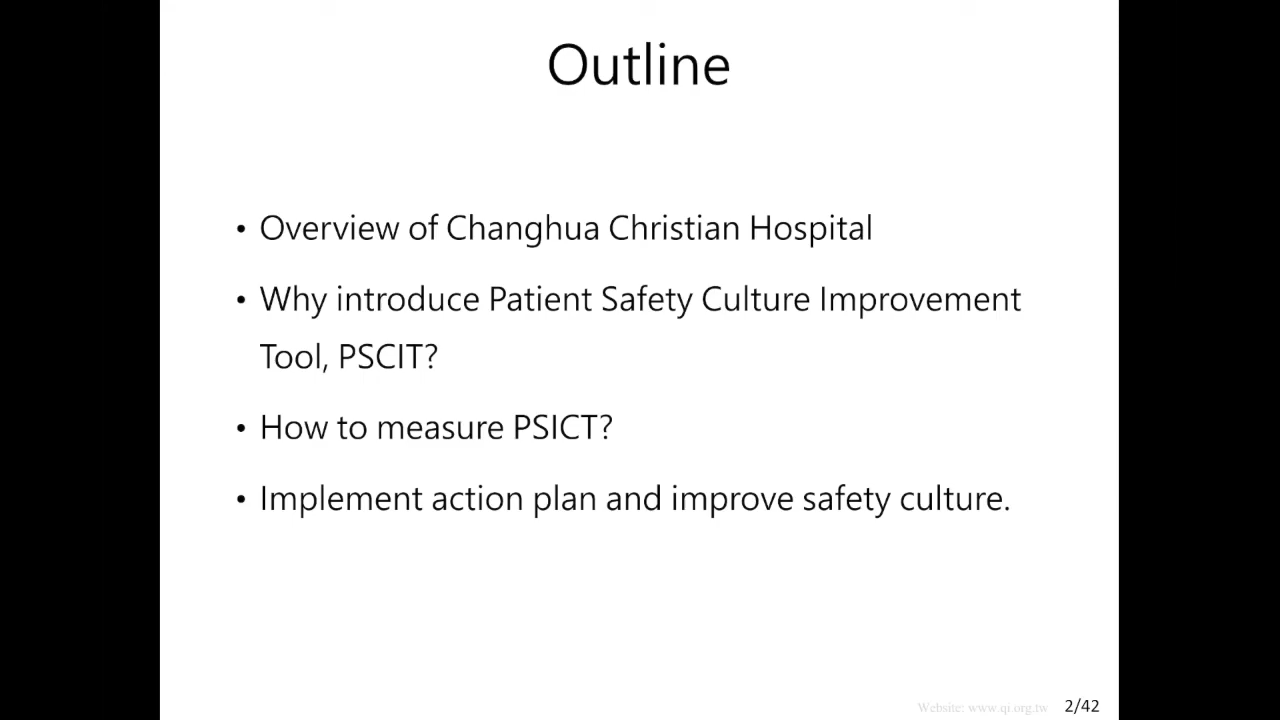 Outline
• Overview of Changhua Christian Hospital
• Why introduce Patient Safety Culture Improvement
Tool, PSCIT?
• How to measure PSICT?
• Implement action plan and improve safety culture.
Website: www.qi.org.tw 2/42